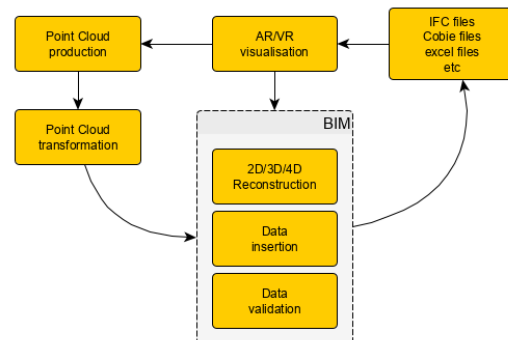 Point Cloud
production
AR/VR
visualisation
IFC files
Cobie files
excel files
etc
Point Cloud
transformation
BIM
2D/3D/4D
Reconstruction
Data
insertion
Data
validation